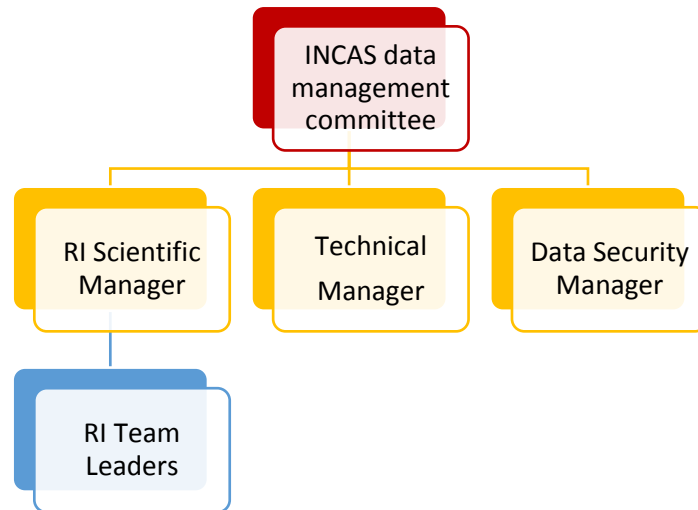 INCAS data
management
committee
RI Scientific
Manager
Technical
Manager
Data Security
Manager
RI Team
Leaders